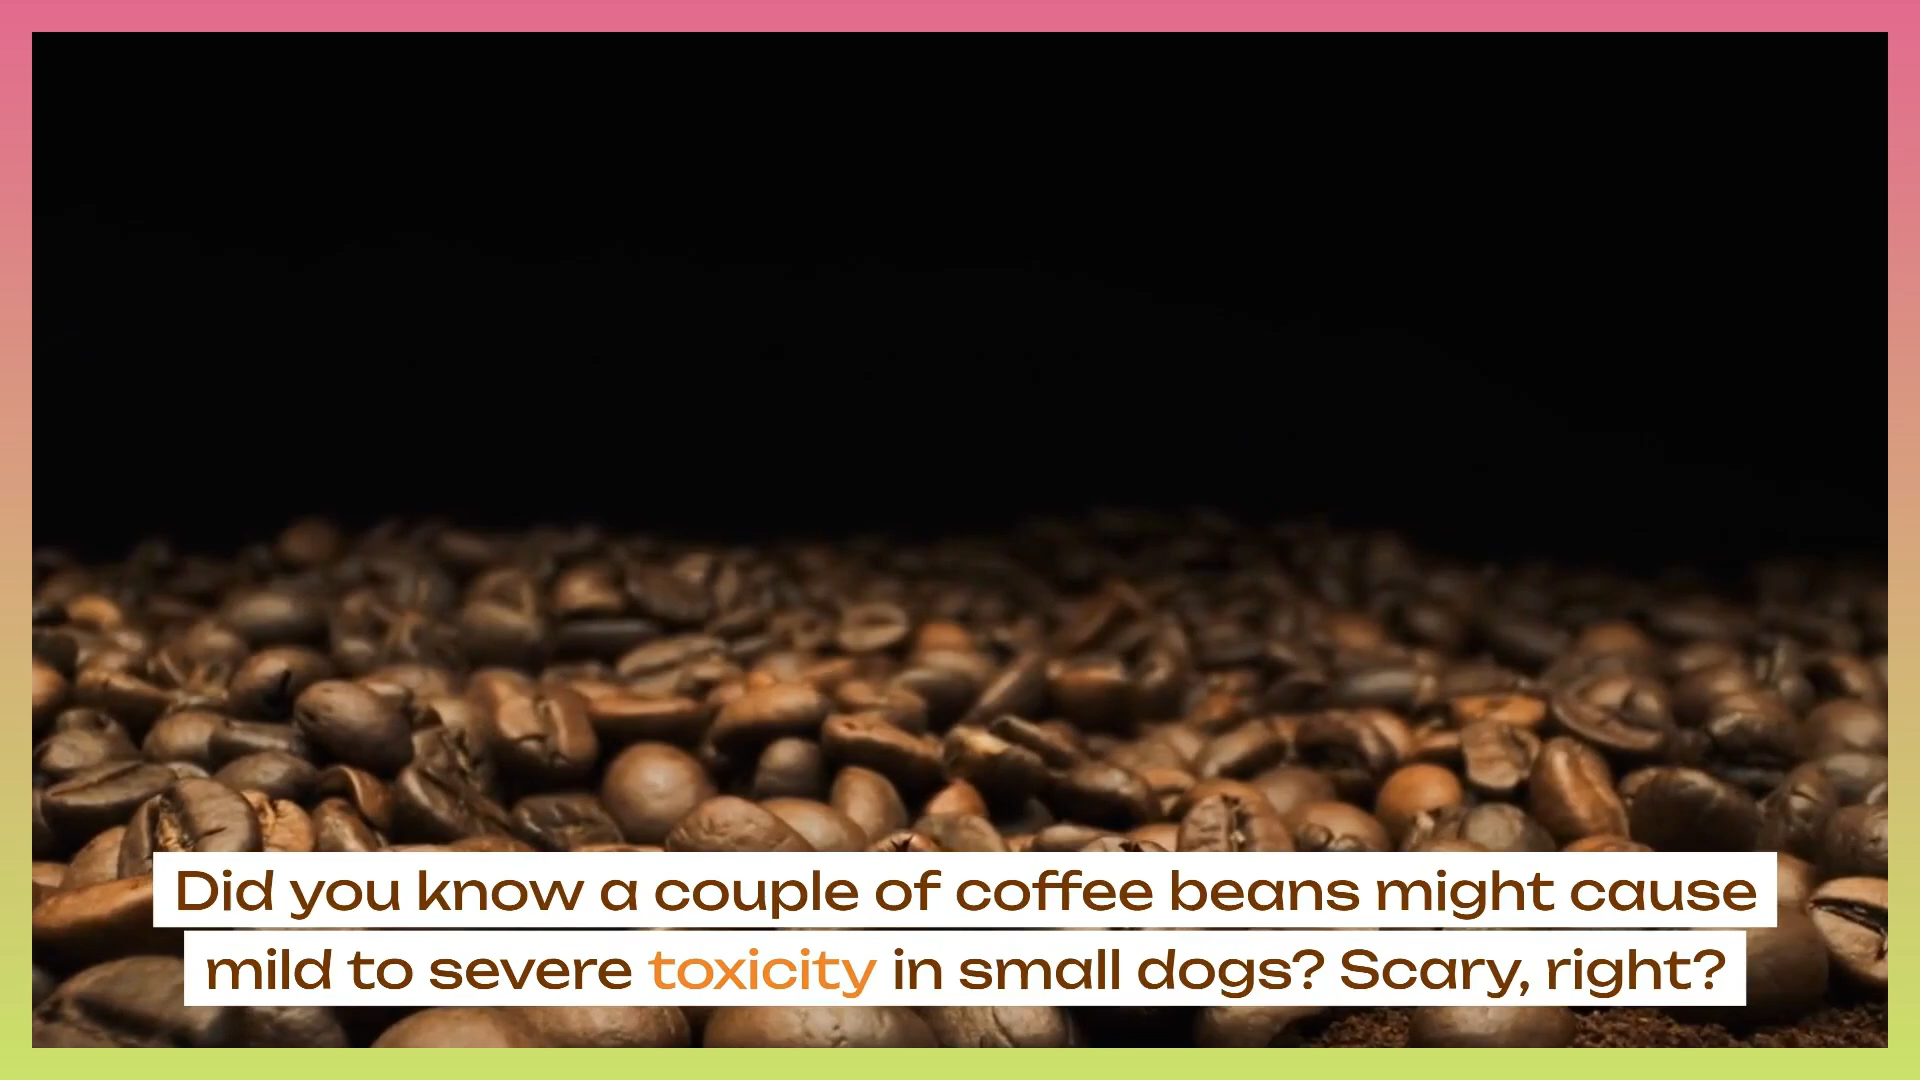 Did you know a couple of coffee beans might cause
mild to severe toxicity in small dogs? Scary, right?